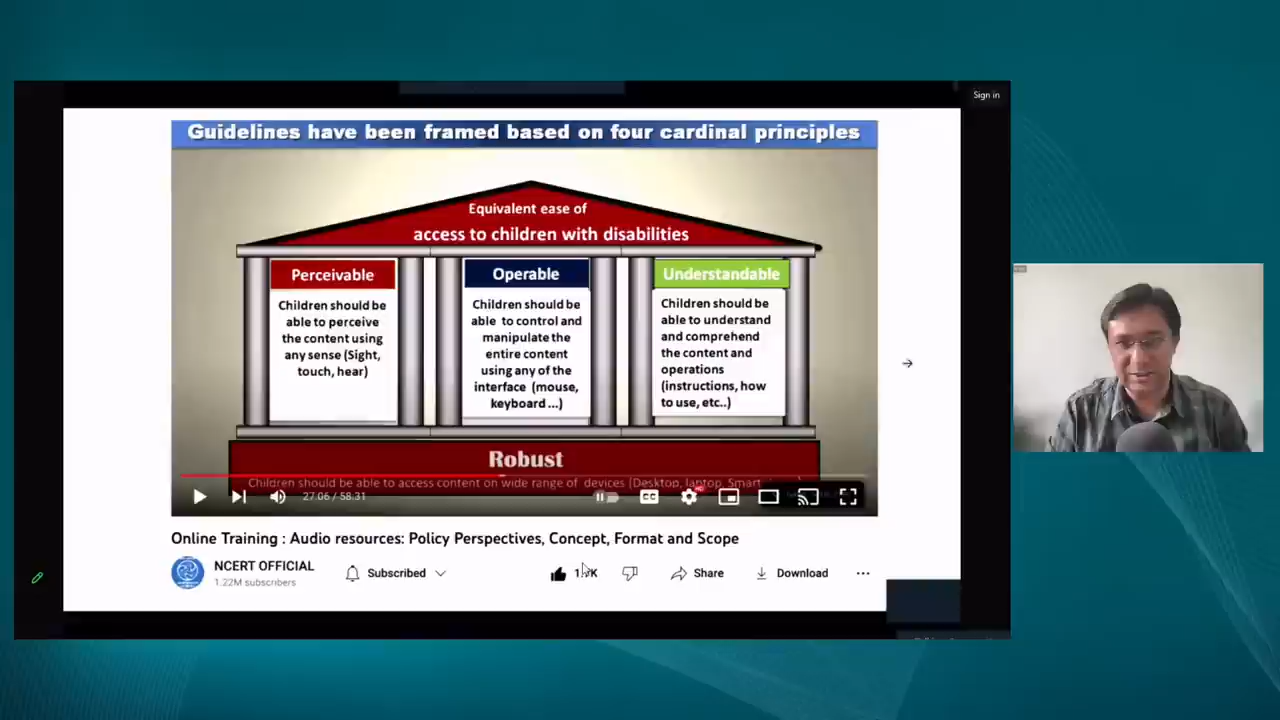 Sign in
Guidelines have been framed based on four cardinal principles
Equivalent ease of
access to children with disabilities
Perceivable
Children should be
able to perceive
the content using
any sense (Sight,
touch, hear)
Operable
Children should be
able to control and
manipulate the
entire content
using any of the
interface (mouse,
keyboard ...)
Understandable
Children should be
able to understand
and comprehend
the content and
operations
(instructions, how
to use, etc..)
Robust
Children should be able to access content on wide range of devices (Desktop, laptop, Smart
27.06 / 58.31
CC
HD
Online Training : Audio resources: Policy Perspectives, Concept, Format and Scope
NCERT OFFICIAL
1.22M subscribers
Subscribed
Share
Download